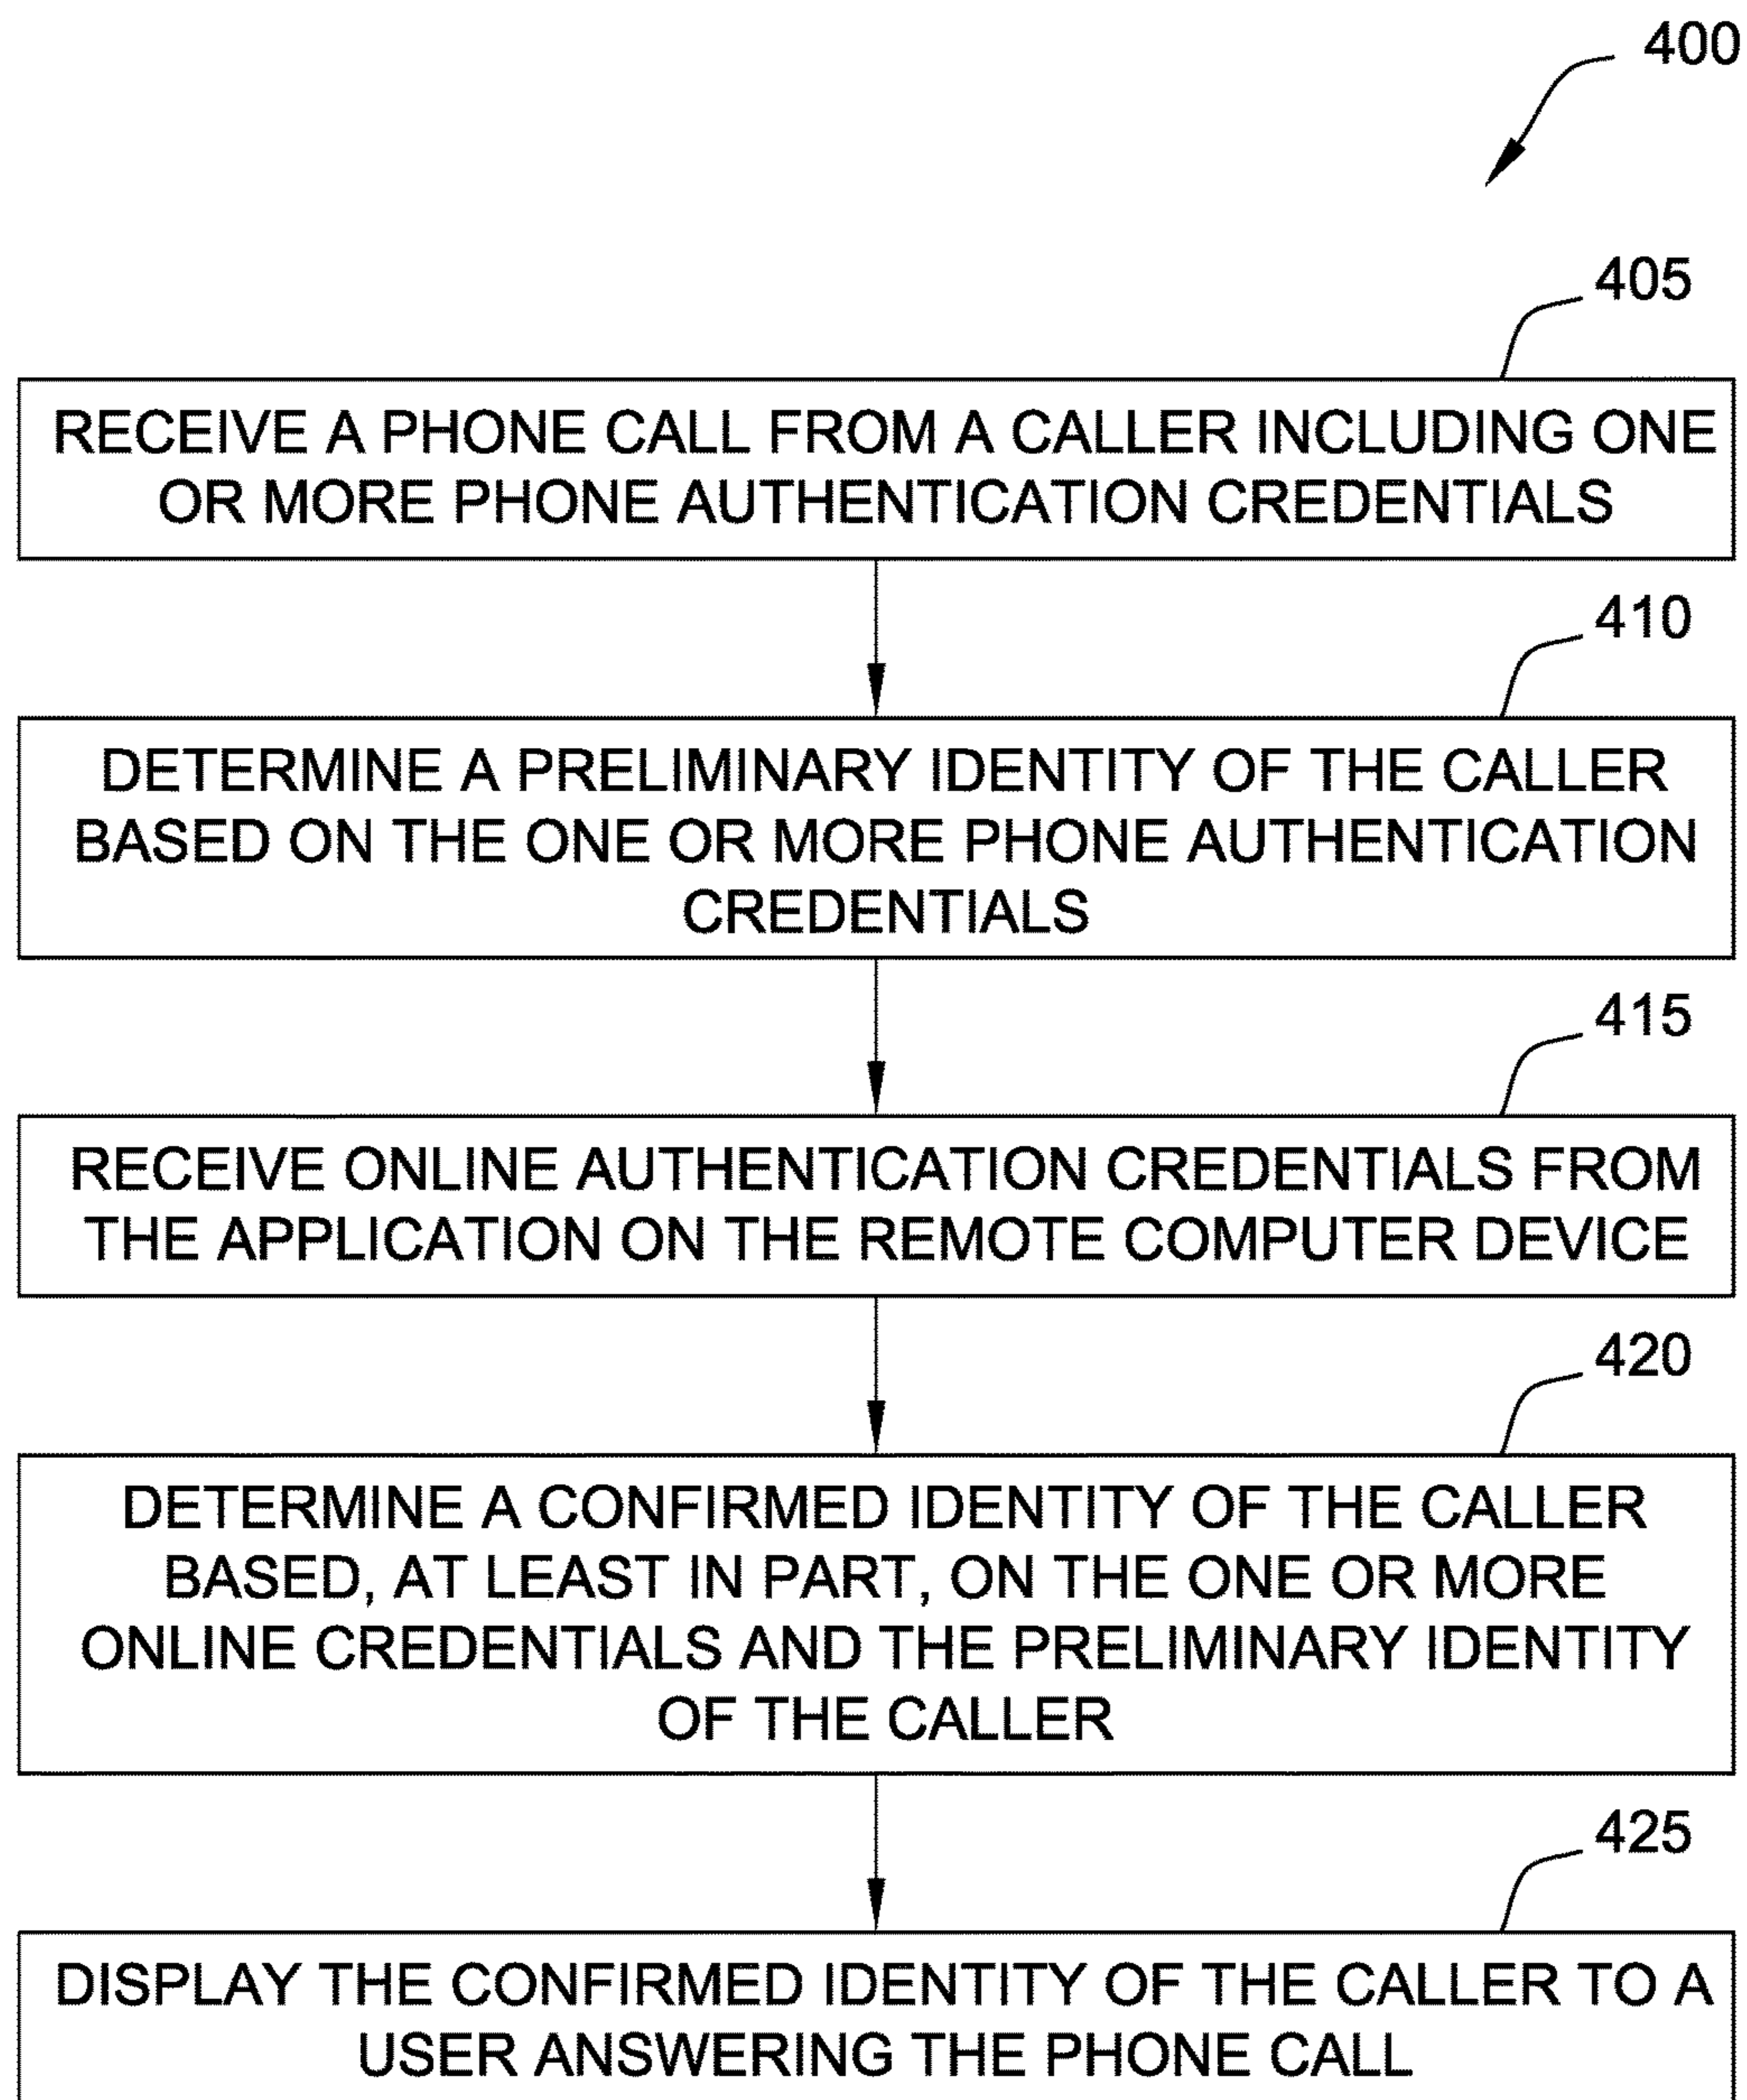 400
405
RECEIVE A PHONE CALL FROM A CALLER INCLUDING ONE
OR MORE PHONE AUTHENTICATION CREDENTIALS
410
DETERMINE A PRELIMINARY IDENTITY OF THE CALLER
BASED ON THE ONE OR MORE PHONE AUTHENTICATION
CREDENTIALS
415
RECEIVE ONLINE AUTHENTICATION CREDENTIALS FROM
THE APPLICATION ON THE REMOTE COMPUTER DEVICE
420
DETERMINE A CONFIRMED IDENTITY OF THE CALLER
BASED, AT LEAST IN PART, ON THE ONE OR MORE
ONLINE CREDENTIALS AND THE PRELIMINARY IDENTITY
OF THE CALLER
425
DISPLAY THE CONFIRMED IDENTITY OF THE CALLER TO A
USER ANSWERING THE PHONE CALL